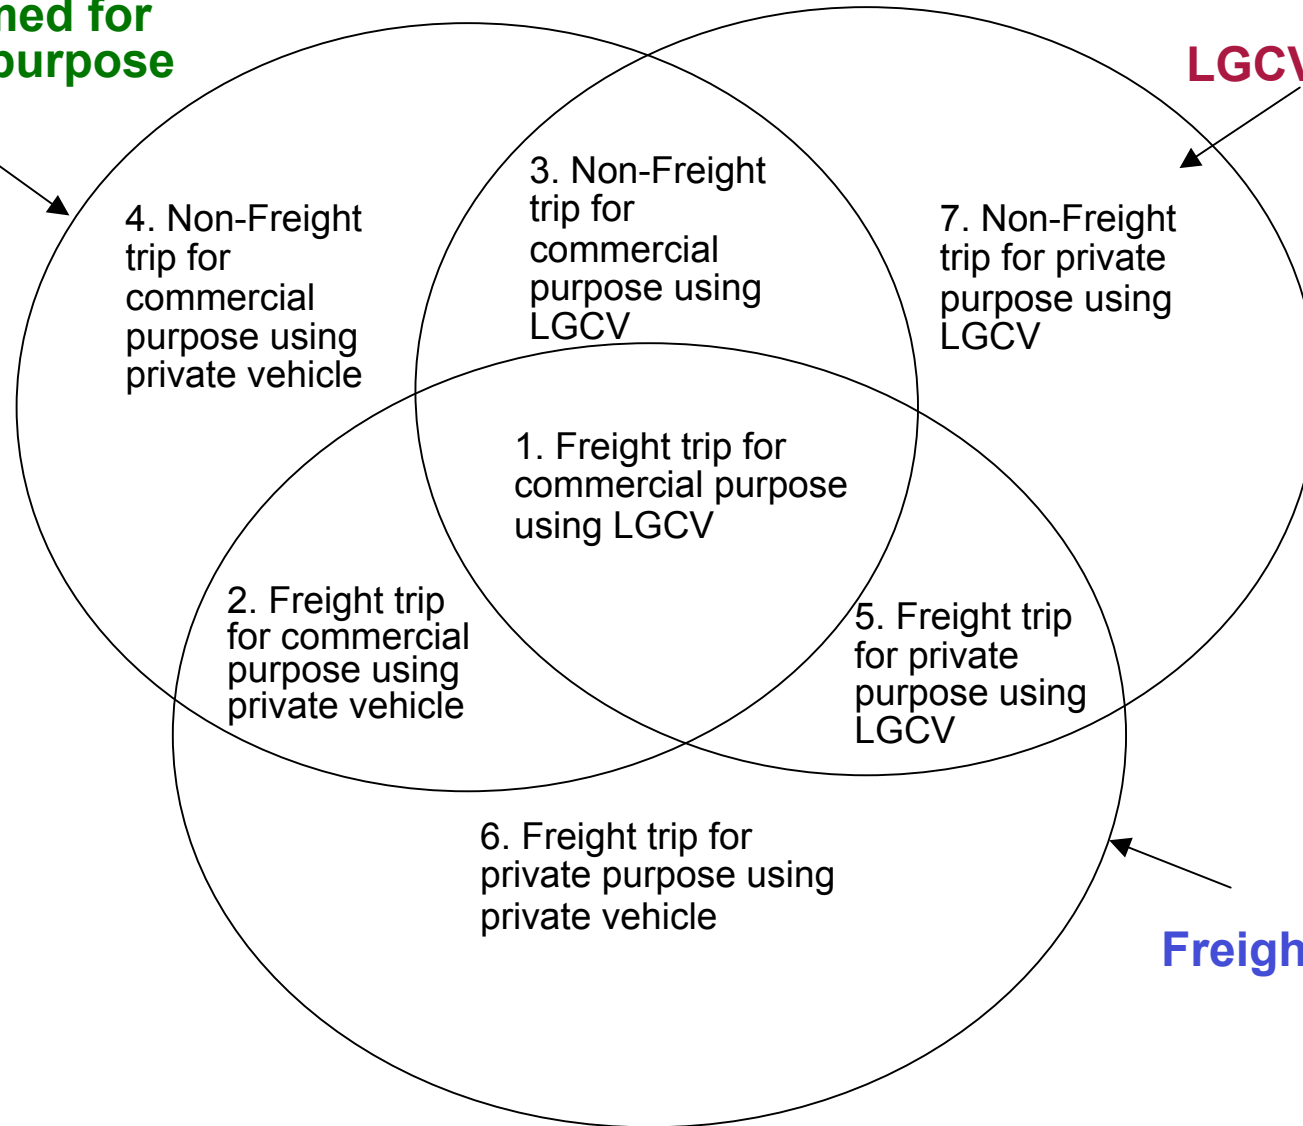 med for
purpose
LGCV
3. Non-Freight
trip for
commercial
purpose using
LGCV
4. Non-Freight
trip for
commercial
purpose using
private vehicle
7. Non-Freight
trip for private
purpose using
LGCV
1. Freight trip for
commercial purpose
using LGCV
2. Freight trip
for commercial
purpose using
private vehicle
5. Freight trip
for private
purpose using
LGCV
6. Freight trip for
private purpose using
private vehicle
Freigh